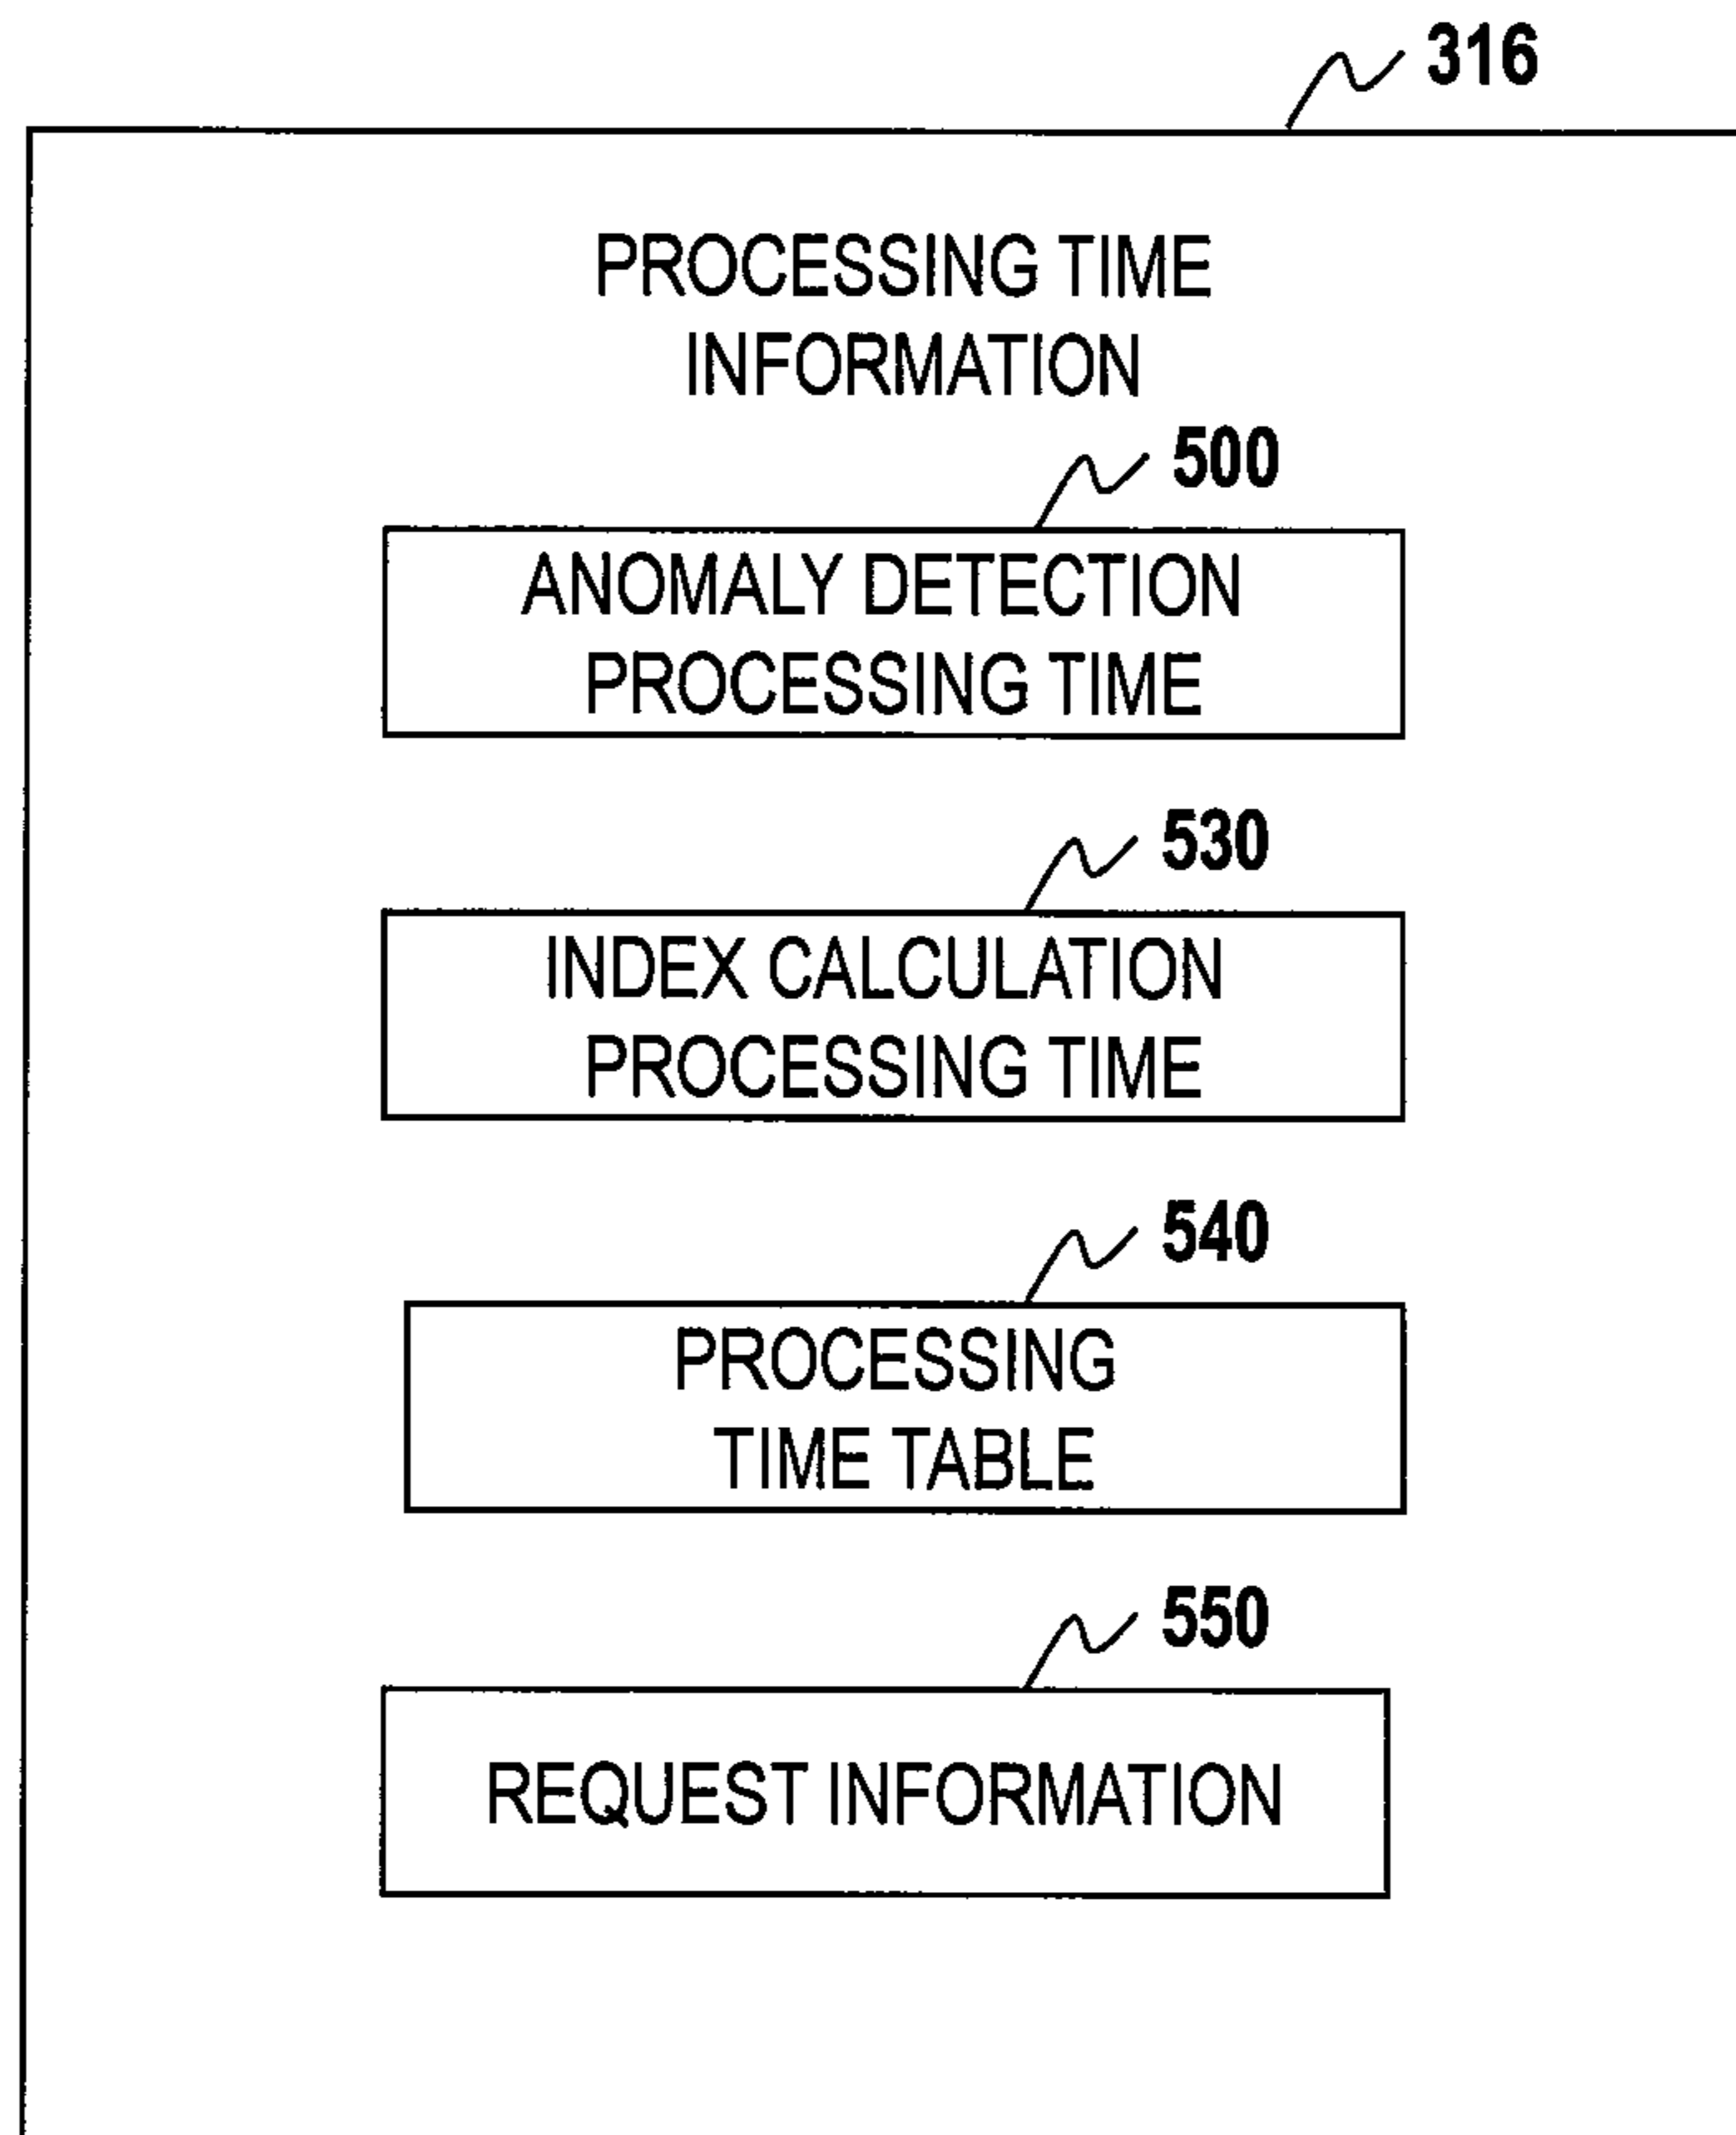 316
PROCESSING TIME
INFORMATION
500
ANOMALY DETECTION
PROCESSING TIME
530
INDEX CALCULATION
PROCESSING TIME
540
PROCESSING
TIME TABLE
550
REQUEST INFORMATION